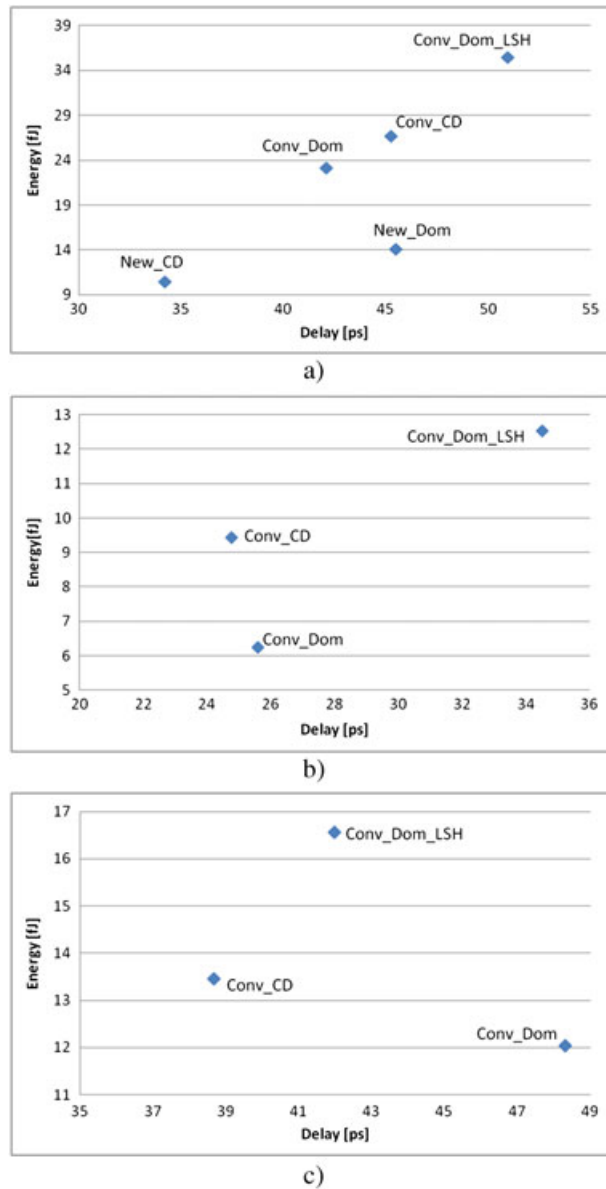 39
34
29
24
19
14
9
Energy [fJ]
Conv_Dom_LSH
Conv_CD
Conv_Dom
New_Dom
New_CD
30 35 40 45 50 55
Delay [ps]
a)
13
12
11
10
9
8
7
6
5
Energy[fJ]
Conv_Dom_LSH
Conv_CD
Conv_Dom
20 22 24 26 28 30 32 34 36
Delay [ps]
b)
17
16
15
14
13
12
11
Energy [fJ]
Conv_Dom_LSH
Conv_CD
Conv_Dom
35 37 39 41 43 45 47 49
Delay [ps]
c)